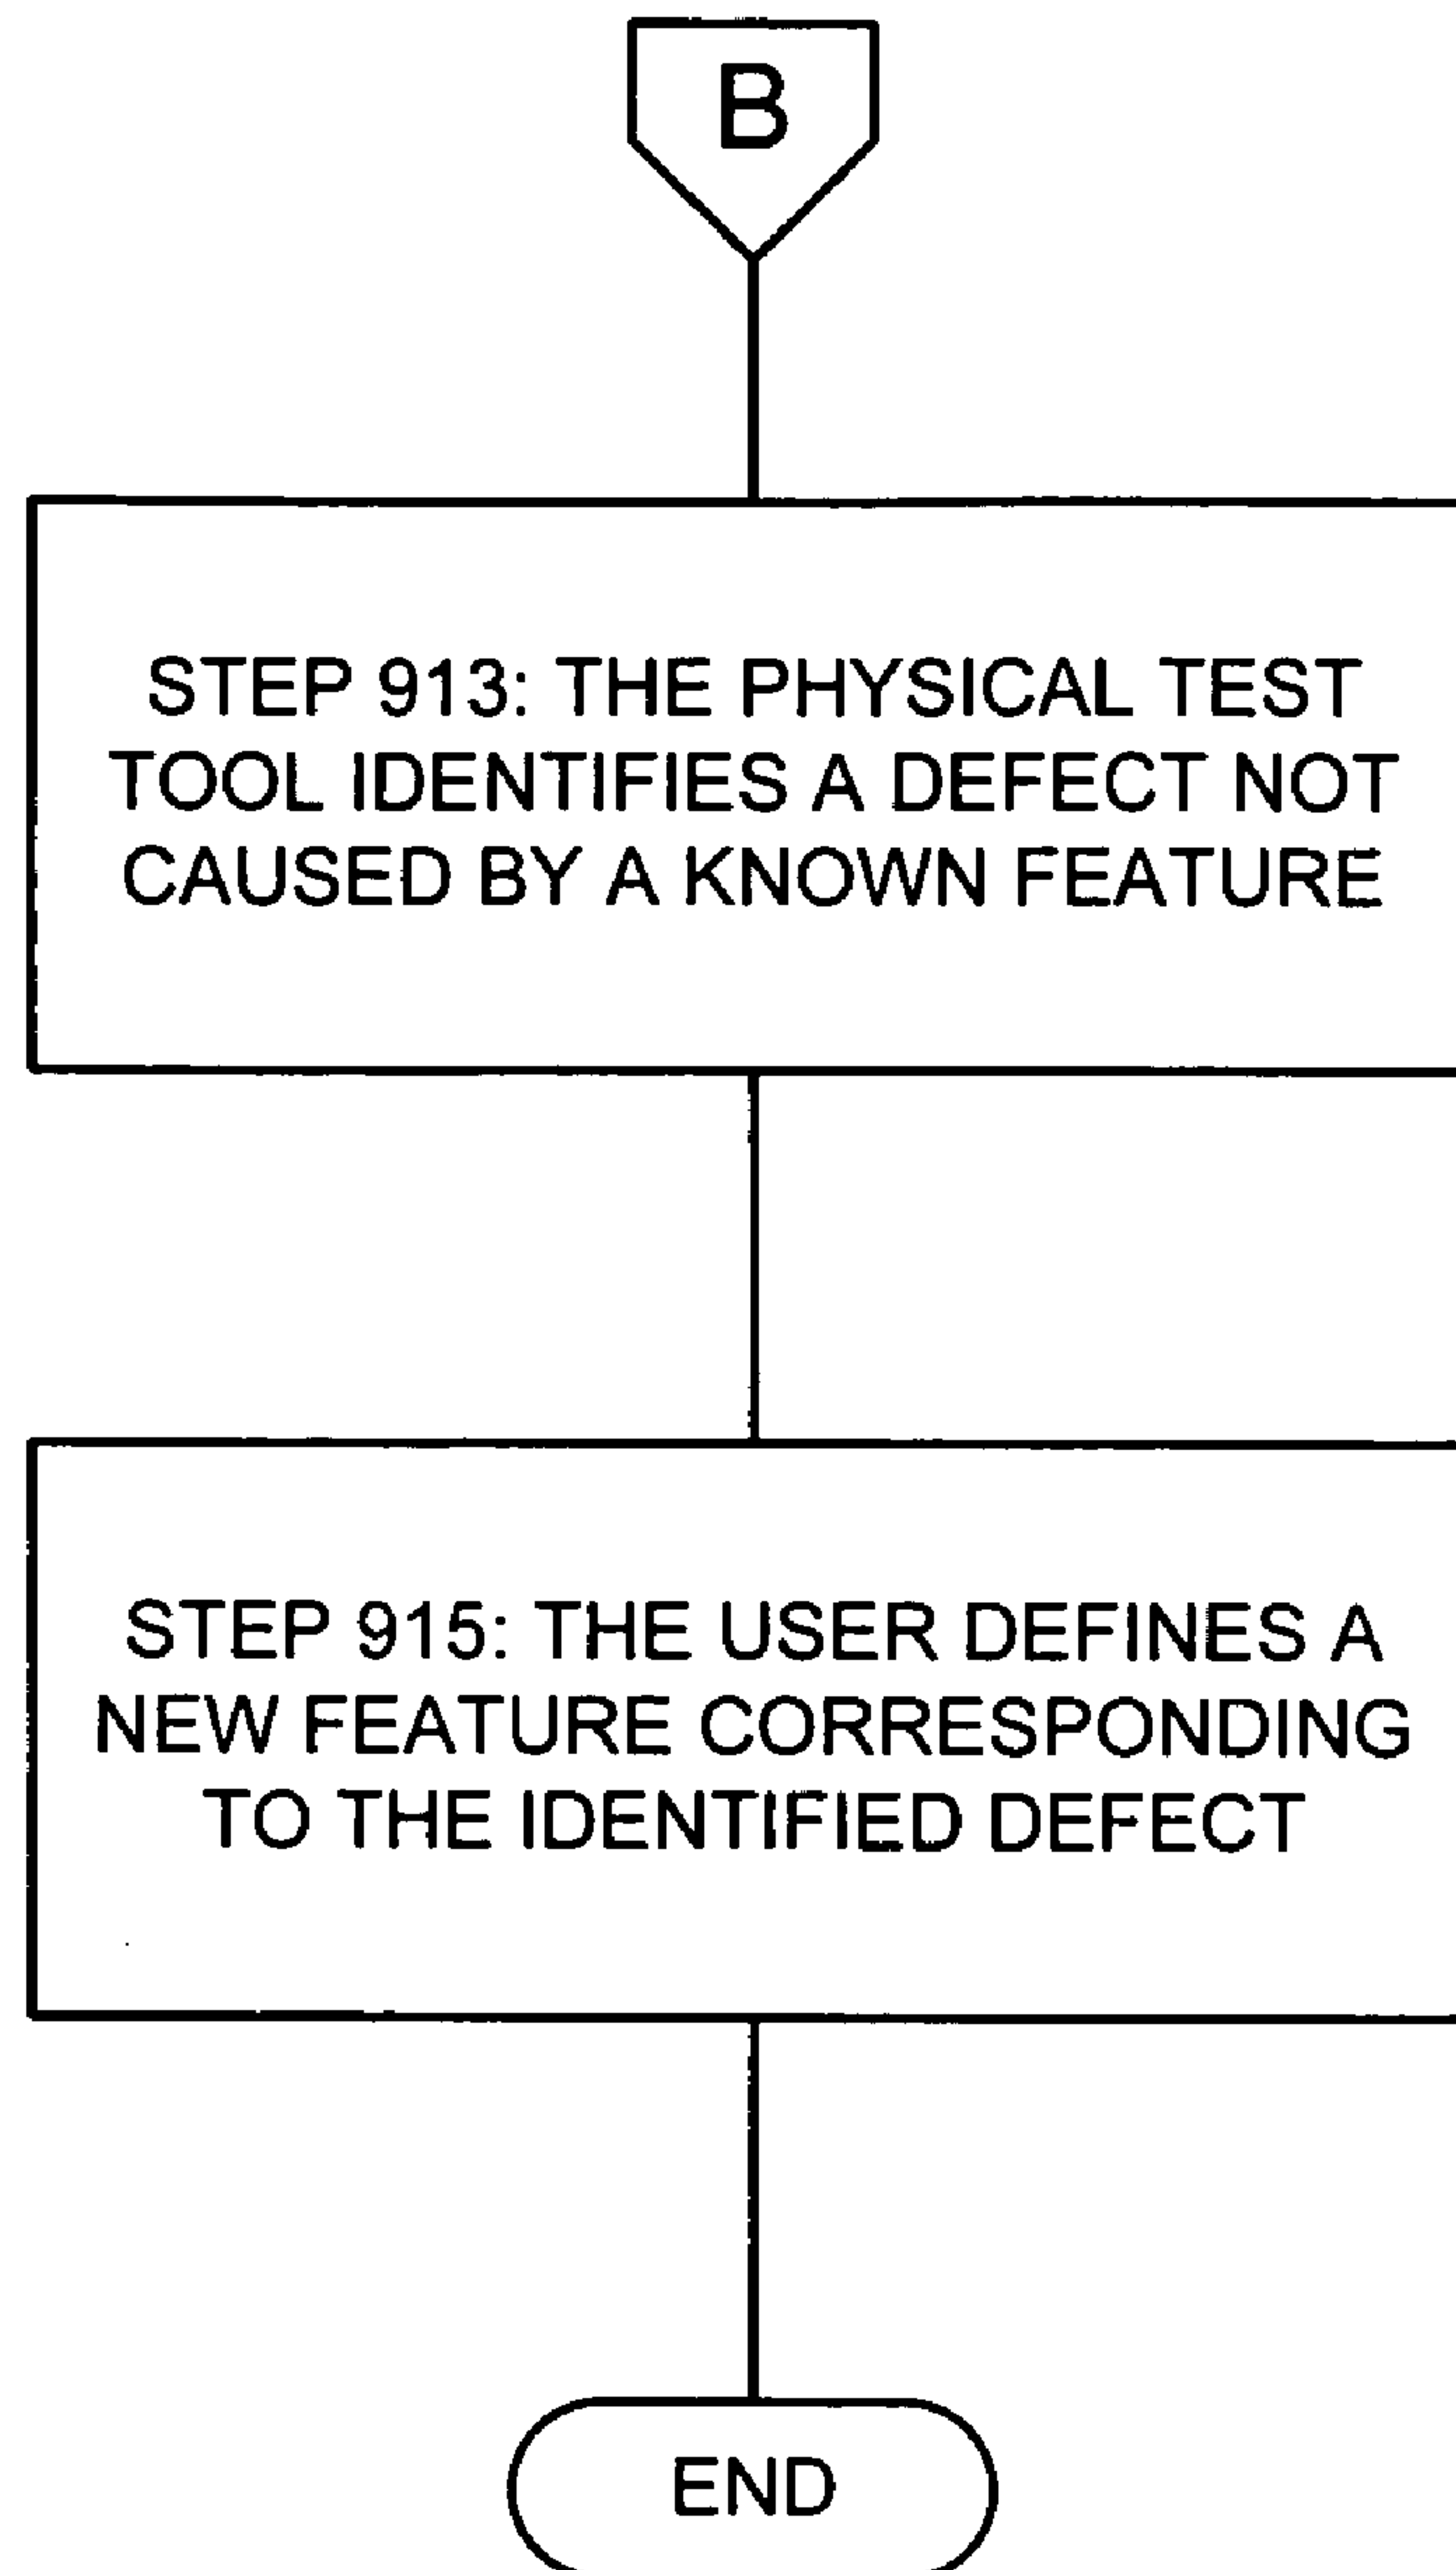 B
STEP 913: THE PHYSICAL TEST
TOOL IDENTIFIES A DEFECT NOT
CAUSED BY A KNOWN FEATURE
STEP 915: THE USER DEFINES A
NEW FEATURE CORRESPONDING
TO THE IDENTIFIED DEFECT
END